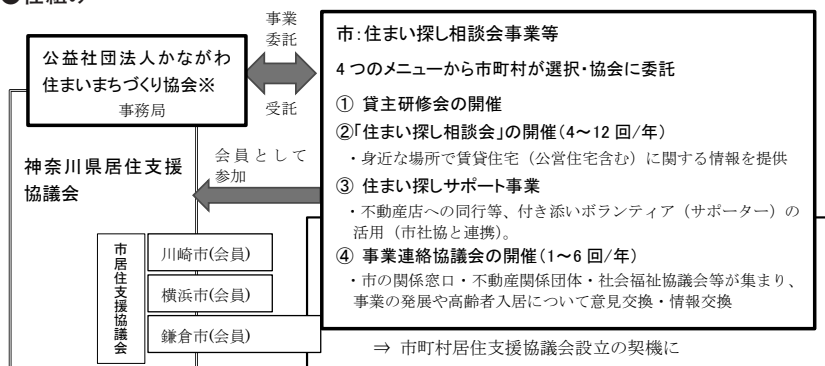 事業
委託
公益社団法人かながわ
住まいまちづくり協会※
事務局
受託
神奈川県居住支援
協議会
会員として
参加
市居住支援協議会
川崎市(会員)
横浜市(会員)
鎌倉市(会員)
市：住まい探し相談会事業等
4つのメニューから市町村が選択・協会に委託
① 貸主研修会の開催
②｢住まい探し相談会｣の開催(4～12回/年)
・身近な場所で賃貸住宅（公営住宅含む）に関する情報を提供
③ 住まい探しサポート事業
・不動産店への同行等、付き添いボランティア（サポーター）の
活用（市社協と連携）。
④ 事業連絡協議会の開催(1～6回/年)
・市の関係窓口・不動産関係団体・社会福祉協議会等が集まり、
事業の発展や高齢者入居について意見交換・情報交換
⇒ 市町村居住支援協議会設立の契機に